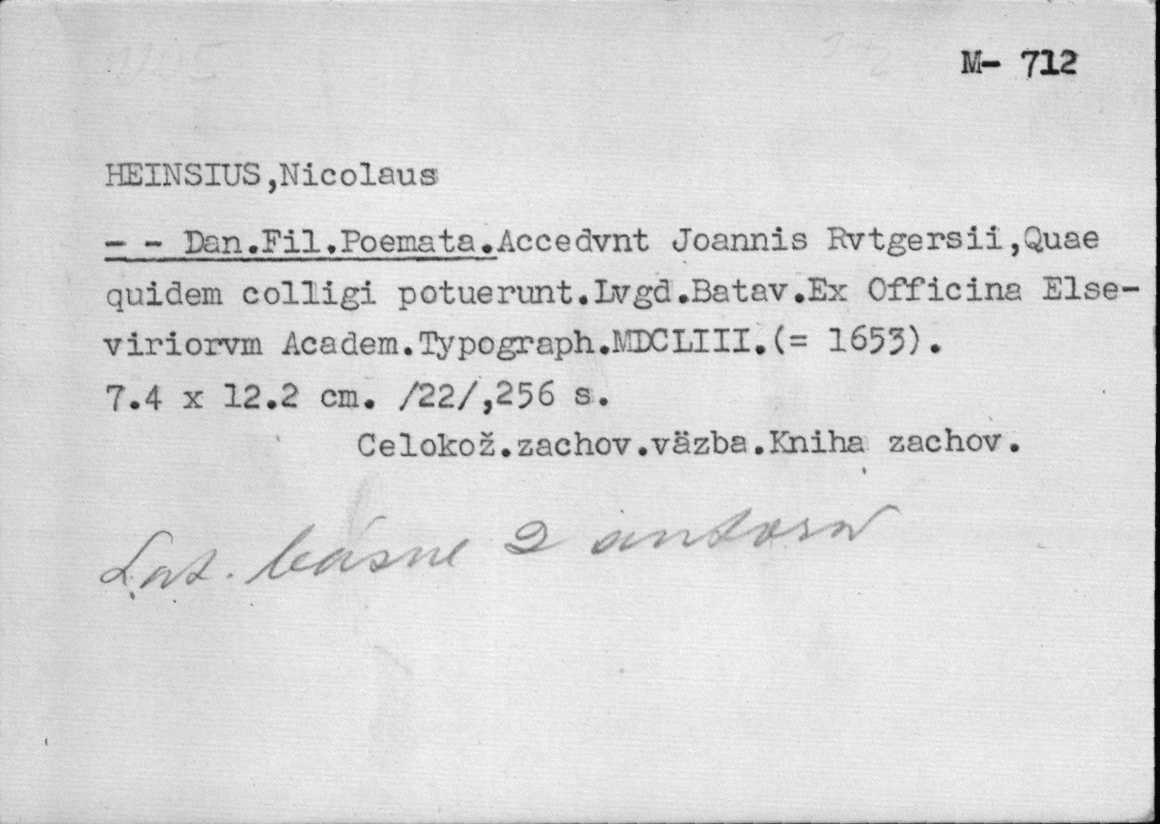 M- 712
HEINSIUS,Nicolaus
- - Dan.Fil.Poemata.Accedvnt Joannis Rvtgersii,Quae
quidem colligi potuerunt.Lvgd.Batav.Ex Officina Else-
viriorvm Academ.Typograph.MDCLIII.(= 1653).
7.4 x 12.2 cm. /22/,256 s.
Celokož.zachov.väzba.Kniha zachov.
Lat. básne 2 autorov